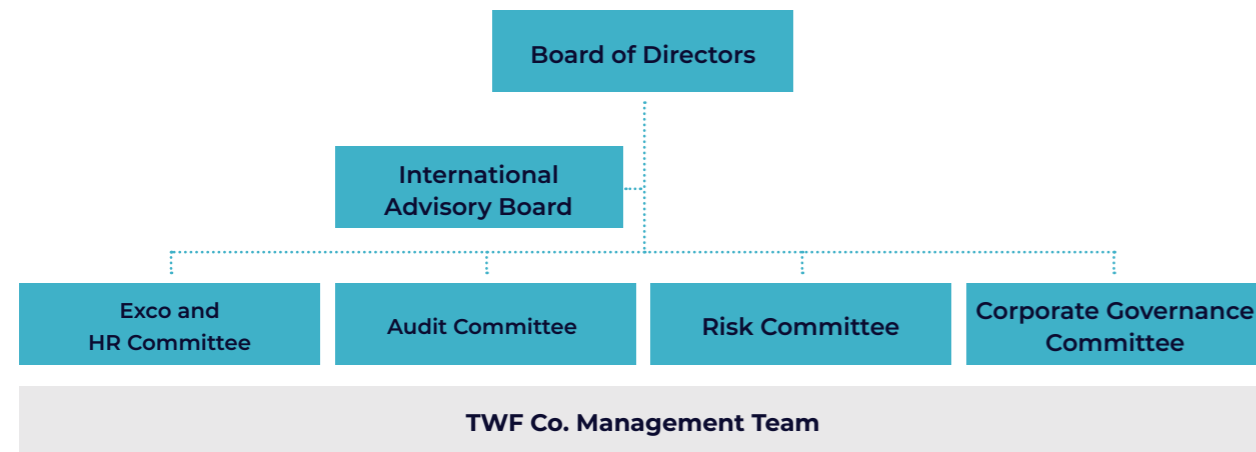 Board of Directors
International
Advisory Board
Exco and
HR Committee
Audit Committee
Risk Committee
Corporate Governance
Committee
TWF Co. Management Team